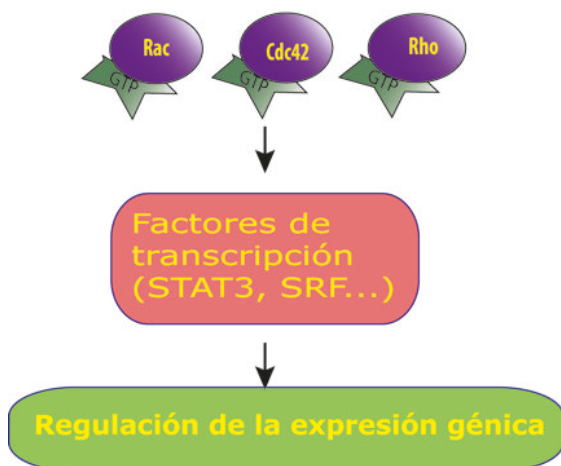 Rac
Cdc42
Rho
GTP
GTP
GTP
Factores de
transcripción
(STAT3, SRF...)
Regulación de la expresión génica